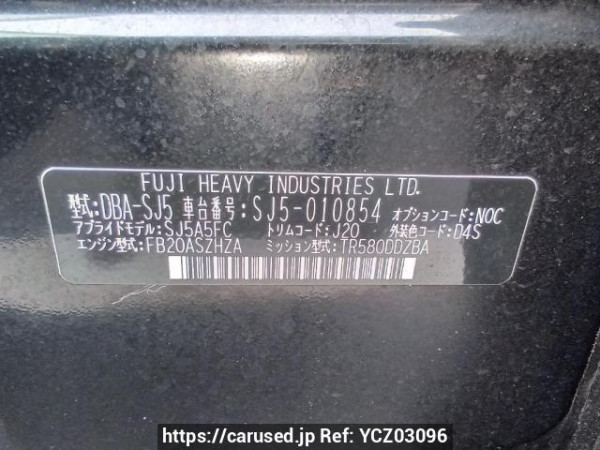 FUJI HEAVY INDUSTRIES LTD.
型式:DBA-SJ5 車台番号:SJ5-010854 オプションコード:NOC
アプライドモデル:SJ5A5FC トリムコード:J20 外装色コード:D4S
エンジン型式:FB20ASZHZA ミッション型式:TR580DDZBA
https://carused.jp Ref: YCZ03096